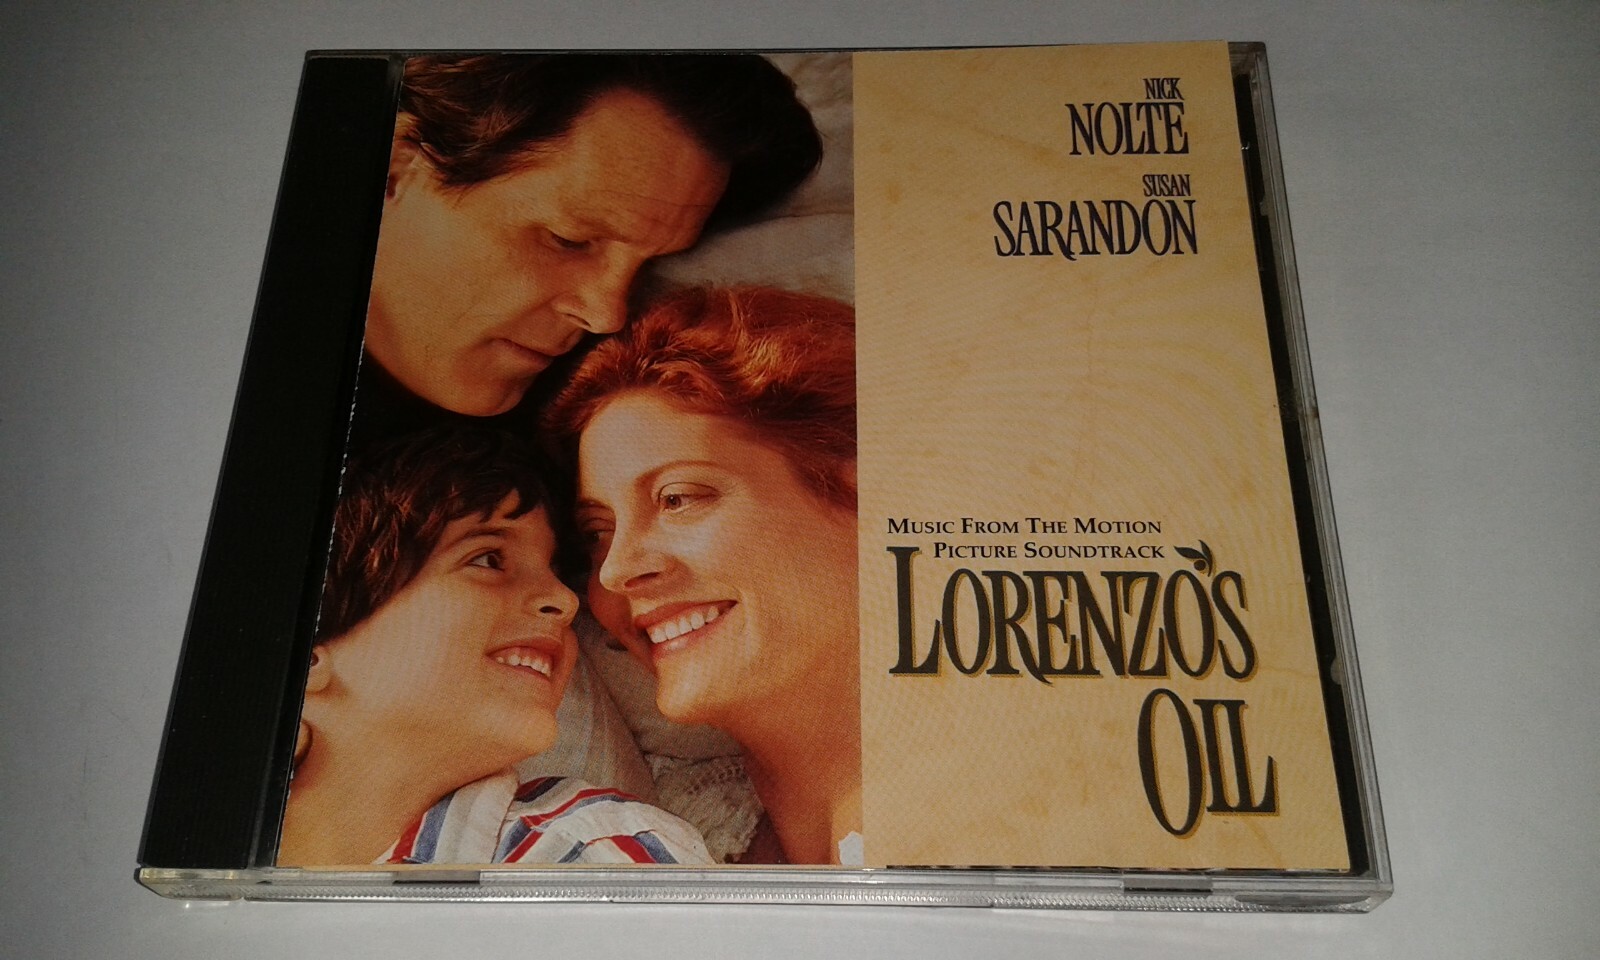 NICK
NOLTE
SUSAN
SARANDON
MUSIC FROM THE MOTION
PICTURE SOUNDTRACK
LORENZO'S
OIL